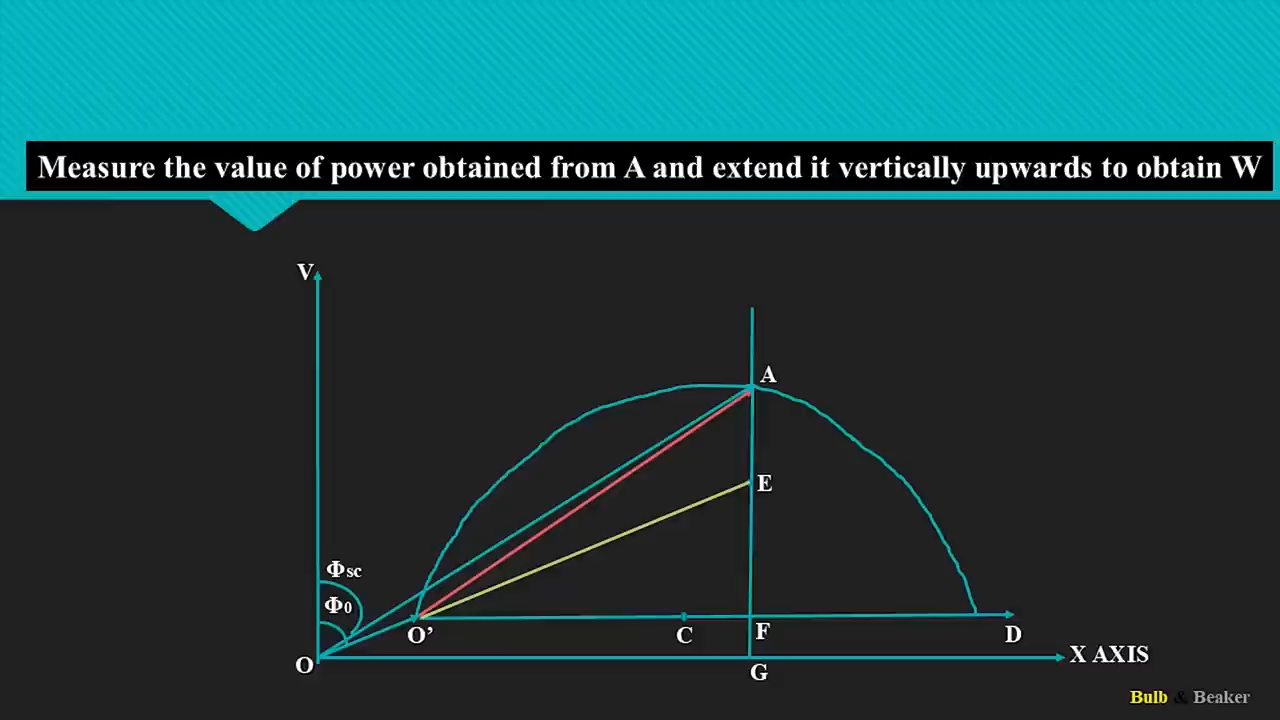 Measure the value of power obtained from A and extend it vertically upwards to obtain W
V
A
E
Φsc
Φ0
O’
C
F
D
O
G
X AXIS
Bulb & Beaker